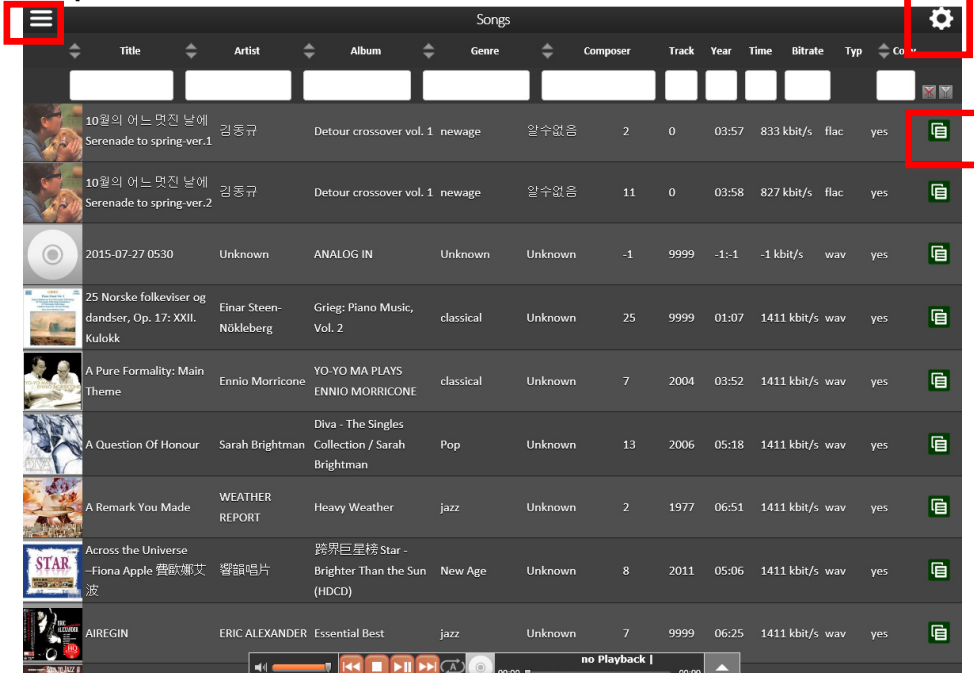 Songs
Title Artist Album Genre Composer Track Year Time Bitrate Typ Copy
10월의 어느 멋진 날에
Serenade to spring-ver.1
김동규 Detour crossover vol. 1 newage 알수없음 2 0 03:57 833 kbit/s flac yes
10월의 어느 멋진 날에
Serenade to spring-ver.2
김동규 Detour crossover vol. 1 newage 알수없음 11 0 03:58 827 kbit/s flac yes
2015-07-27 0530 Unknown ANALOG IN Unknown Unknown -1 9999 -1:-1 -1 kbit/s wav yes
25 Norske folkeviser og
dandser, Op. 17: XXII.
Kulokk
Einar Steen-
Nökleberg
Grieg: Piano Music,
Vol. 2
classical Unknown 25 9999 01:07 1411 kbit/s wav yes
A Pure Formality: Main
Theme
Ennio Morricone
YO-YO MA PLAYS
ENNIO MORRICONE
classical Unknown 7 2004 03:52 1411 kbit/s wav yes
A Question Of Honour Sarah Brightman
Diva - The Singles
Collection / Sarah
Brightman
Pop Unknown 13 2006 05:18 1411 kbit/s wav yes
DIVA
A Remark You Made
WEATHER
REPORT
Heavy Weather jazz Unknown 2 1977 06:51 1411 kbit/s wav yes
STAR
Across the Universe
–Fiona Apple 費歐娜艾
波
響韻唱片
跨界巨星榜 Star -
Brighter Than the Sun
(HDCD)
New Age Unknown 8 2011 05:06 1411 kbit/s wav yes
AIREGIN ERIC ALEXANDER Essential Best jazz Unknown 7 9999 06:25 1411 kbit/s wav yes
A
no Playback |
00:00 00:00